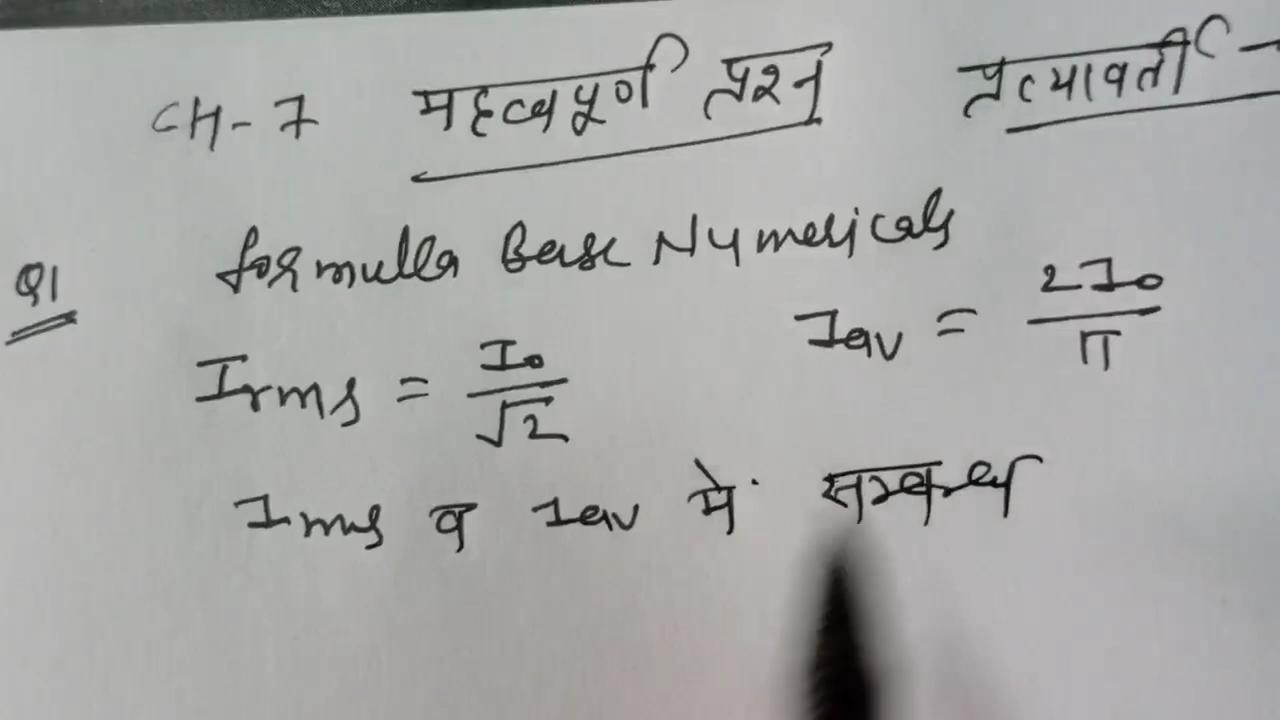 CH-7 महत्वपूर्ण प्रश्न प्रत्यावर्ती
Q1 formulla Base Numericals
Irms = I₀/√2 Iav = 2I₀/π
Irms व Iav में सम्बन्ध